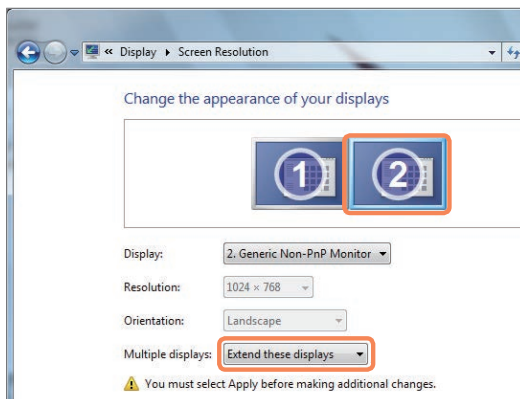 « Display ▸ Screen Resolution
Change the appearance of your displays
1 2
Display: 2. Generic Non-PnP Monitor
Resolution: 1024 × 768
Orientation: Landscape
Multiple displays: Extend these displays
You must select Apply before making additional changes.